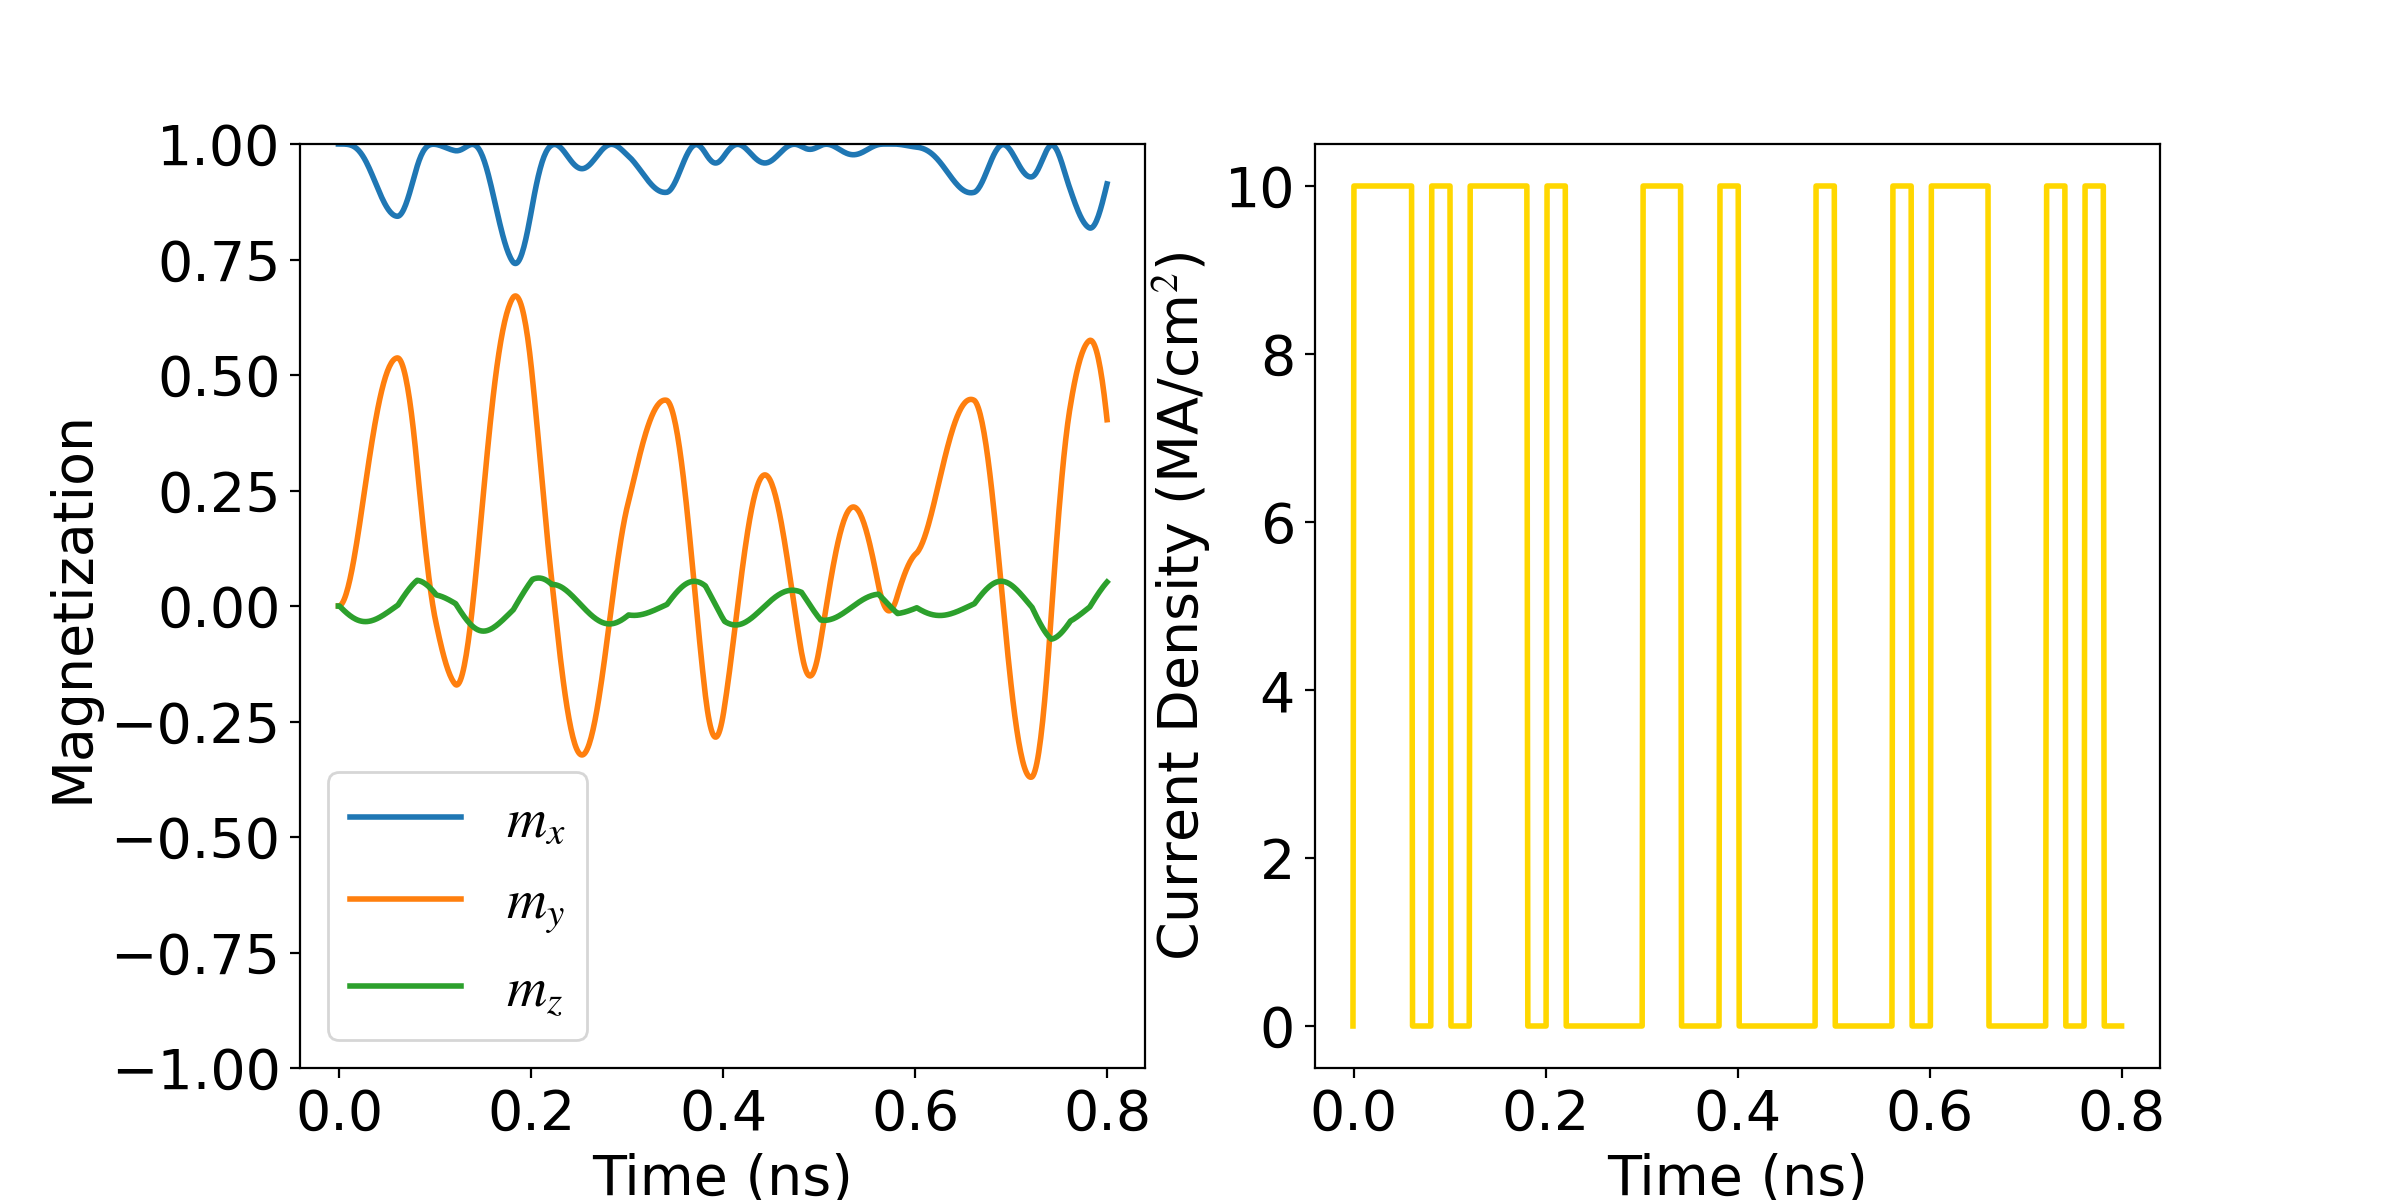 Magnetization
1.00
0.75
0.50
0.25
0.00
−0.25
−0.50
−0.75
−1.00
m_x
m_y
m_z
0.0 0.2 0.4 0.6 0.8
Time (ns)
Current Density (MA/cm²)
10
8
6
4
2
0
0.0 0.2 0.4 0.6 0.8
Time (ns)